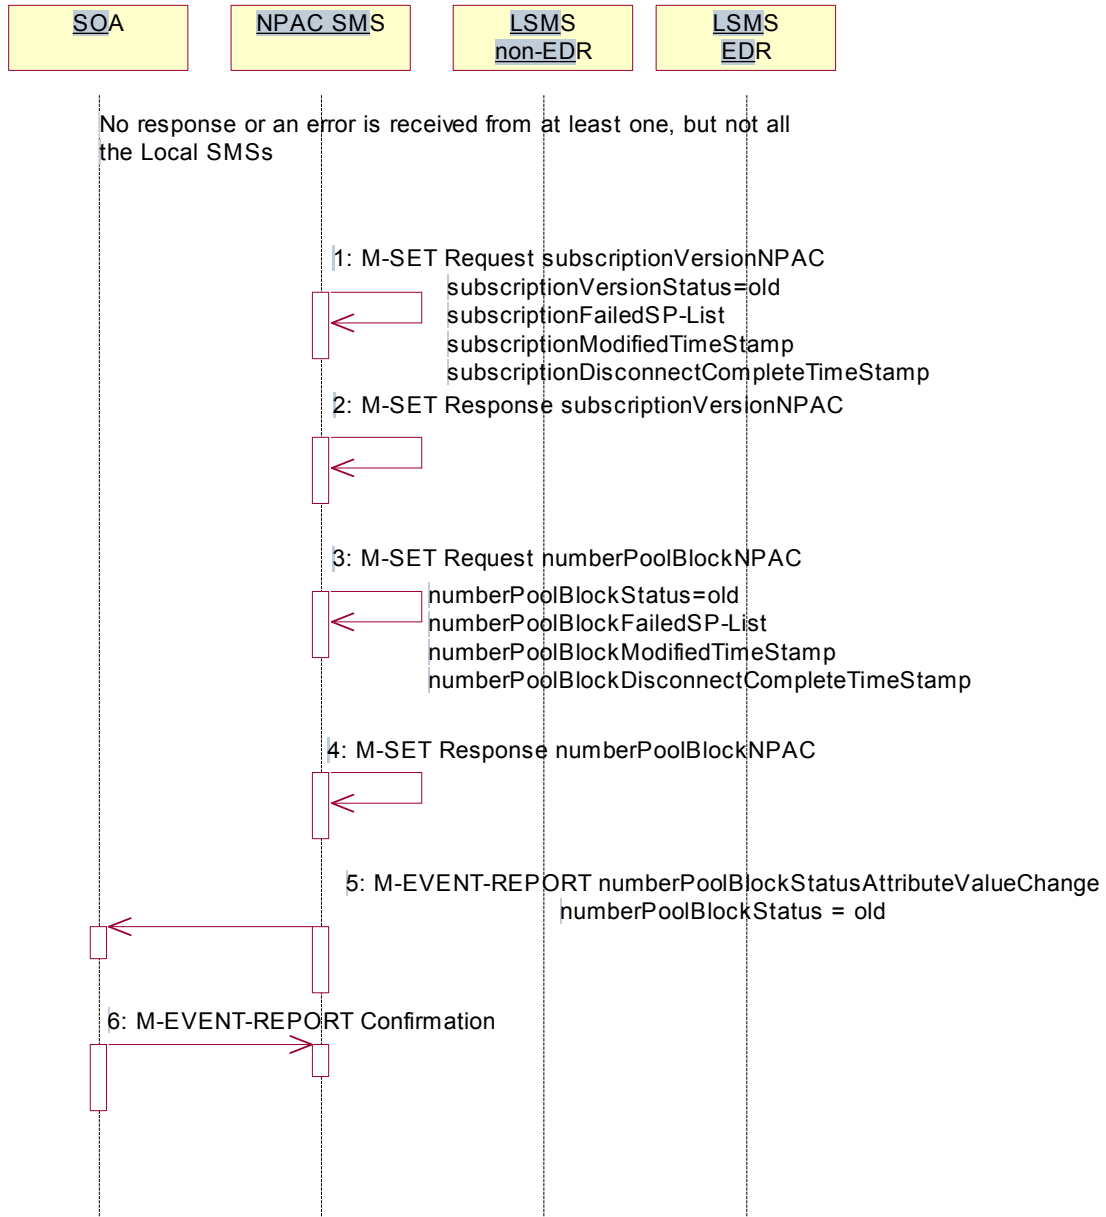 SOA
NPAC SMS
LSMS
non-EDR
LSMS
EDR
No response or an error is received from at least one, but not all
the Local SMSs
1: M-SET Request subscriptionVersionNPAC
subscriptionVersionStatus=old
subscriptionFailedSP-List
subscriptionModifiedTimeStamp
subscriptionDisconnectCompleteTimeStamp
2: M-SET Response subscriptionVersionNPAC
3: M-SET Request numberPoolBlockNPAC
numberPoolBlockStatus=old
numberPoolBlockFailedSP-List
numberPoolBlockModifiedTimeStamp
numberPoolBlockDisconnectCompleteTimeStamp
4: M-SET Response numberPoolBlockNPAC
5: M-EVENT-REPORT numberPoolBlockStatusAttributeValueChange
numberPoolBlockStatus = old
6: M-EVENT-REPORT Confirmation